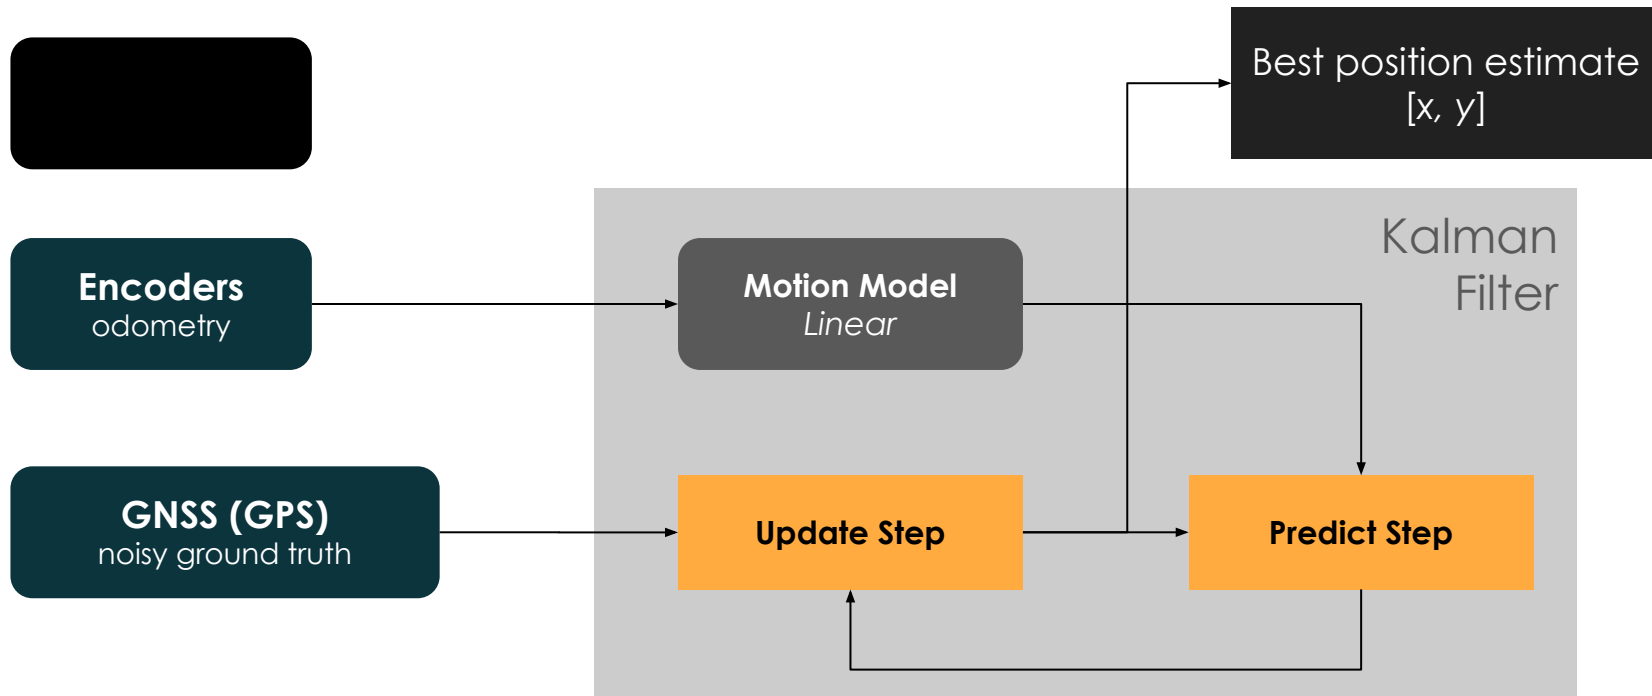 Best position estimate
[x, y]
Kalman
Filter
Encoders
odometry
Motion Model
Linear
GNSS (GPS)
noisy ground truth
Update Step
Predict Step